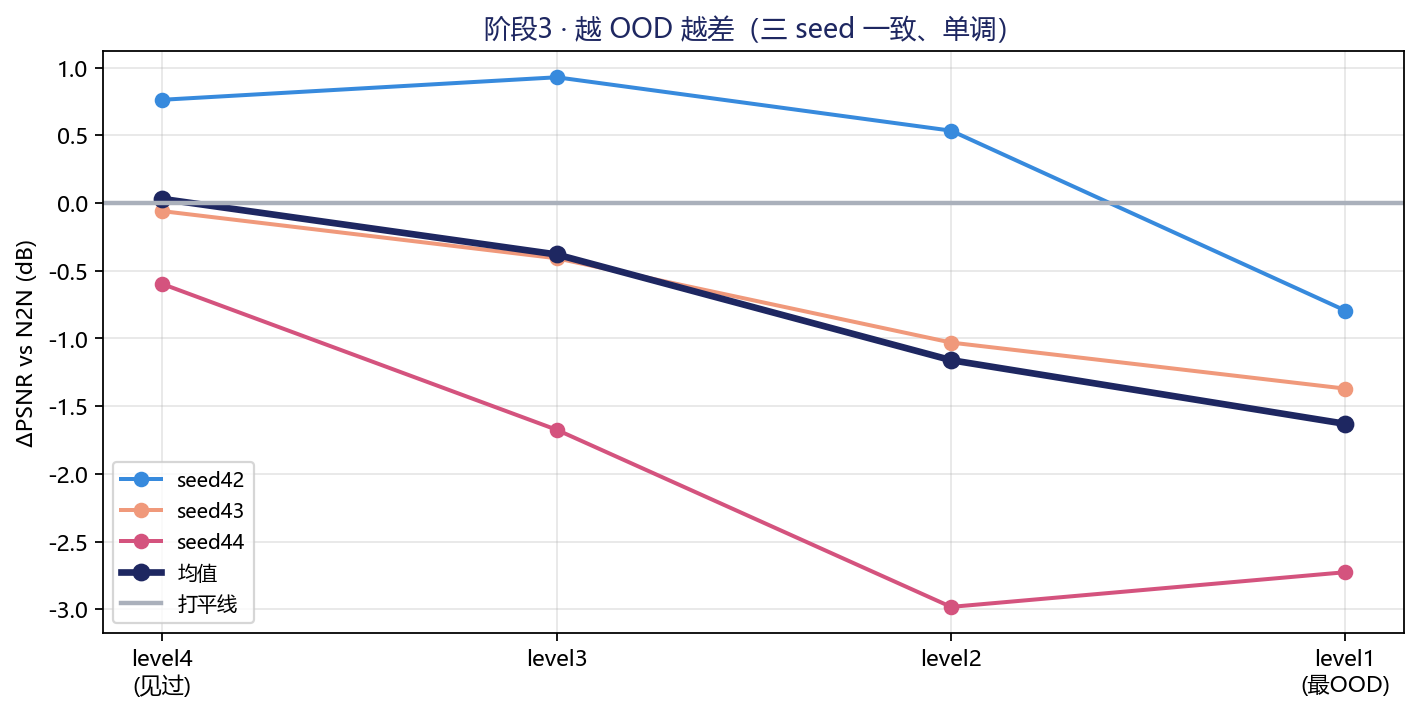 阶段3 · 越 OOD 越差（三 seed 一致、单调）
ΔPSNR vs N2N (dB)
1.0
0.5
0.0
-0.5
-1.0
-1.5
-2.0
-2.5
-3.0
seed42
seed43
seed44
均值
打平线
level4
(见过)
level3
level2
level1
(最OOD)